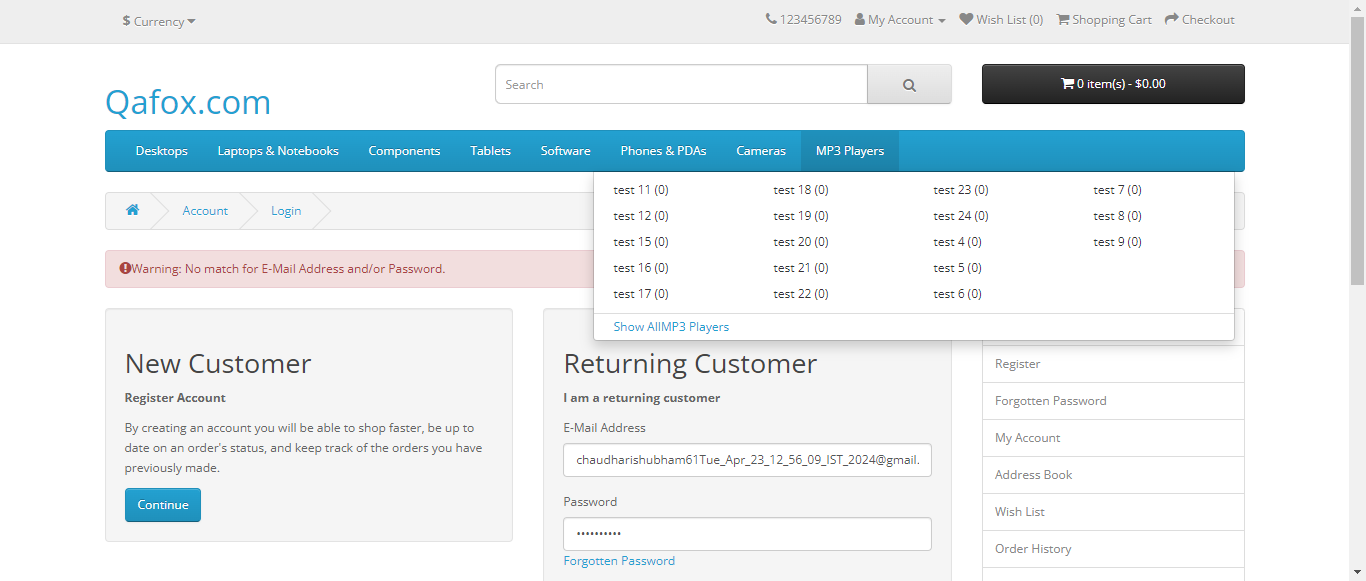 $ Currency
123456789 My Account Wish List (0) Shopping Cart Checkout
Qafox.com
Search
0 item(s) - $0.00
Desktops Laptops & Notebooks Components Tablets Software Phones & PDAs Cameras MP3 Players
test 11 (0) test 18 (0) test 23 (0) test 7 (0)
test 12 (0) test 19 (0) test 24 (0) test 8 (0)
test 15 (0) test 20 (0) test 4 (0) test 9 (0)
test 16 (0) test 21 (0) test 5 (0)
test 17 (0) test 22 (0) test 6 (0)
Show AllMP3 Players
Account Login
Warning: No match for E-Mail Address and/or Password.
New Customer
Register Account
By creating an account you will be able to shop faster, be up to
date on an order's status, and keep track of the orders you have
previously made.
Continue
Returning Customer
I am a returning customer
E-Mail Address
chaudharishubham61Tue_Apr_23_12_56_09_IST_2024@gmail.
Password
••••••••••
Forgotten Password
Register
Forgotten Password
My Account
Address Book
Wish List
Order History